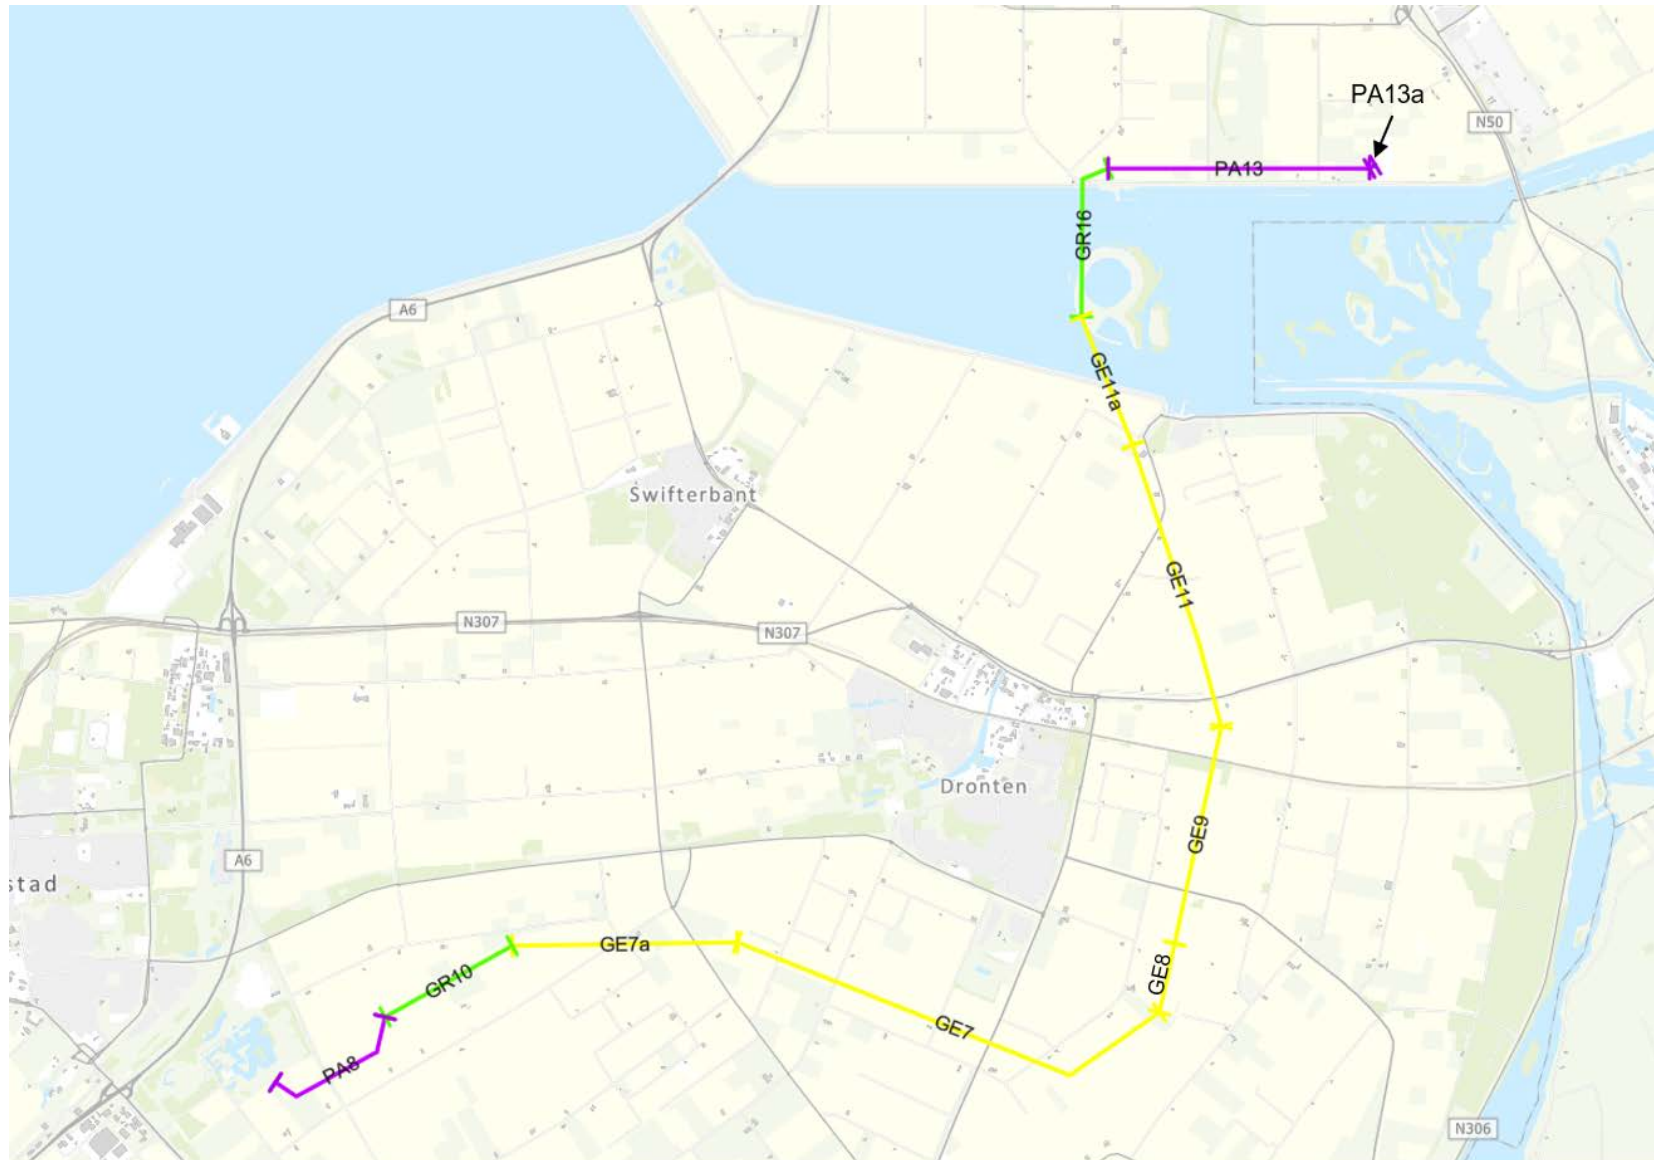 PA13a
N50
PA13
GR16
A6
GE11a
Swifterbant
GE11
N307
N307
Dronten
GE9
A6
stad
GE7a
GR10
GE8
GE7
PA8
N306